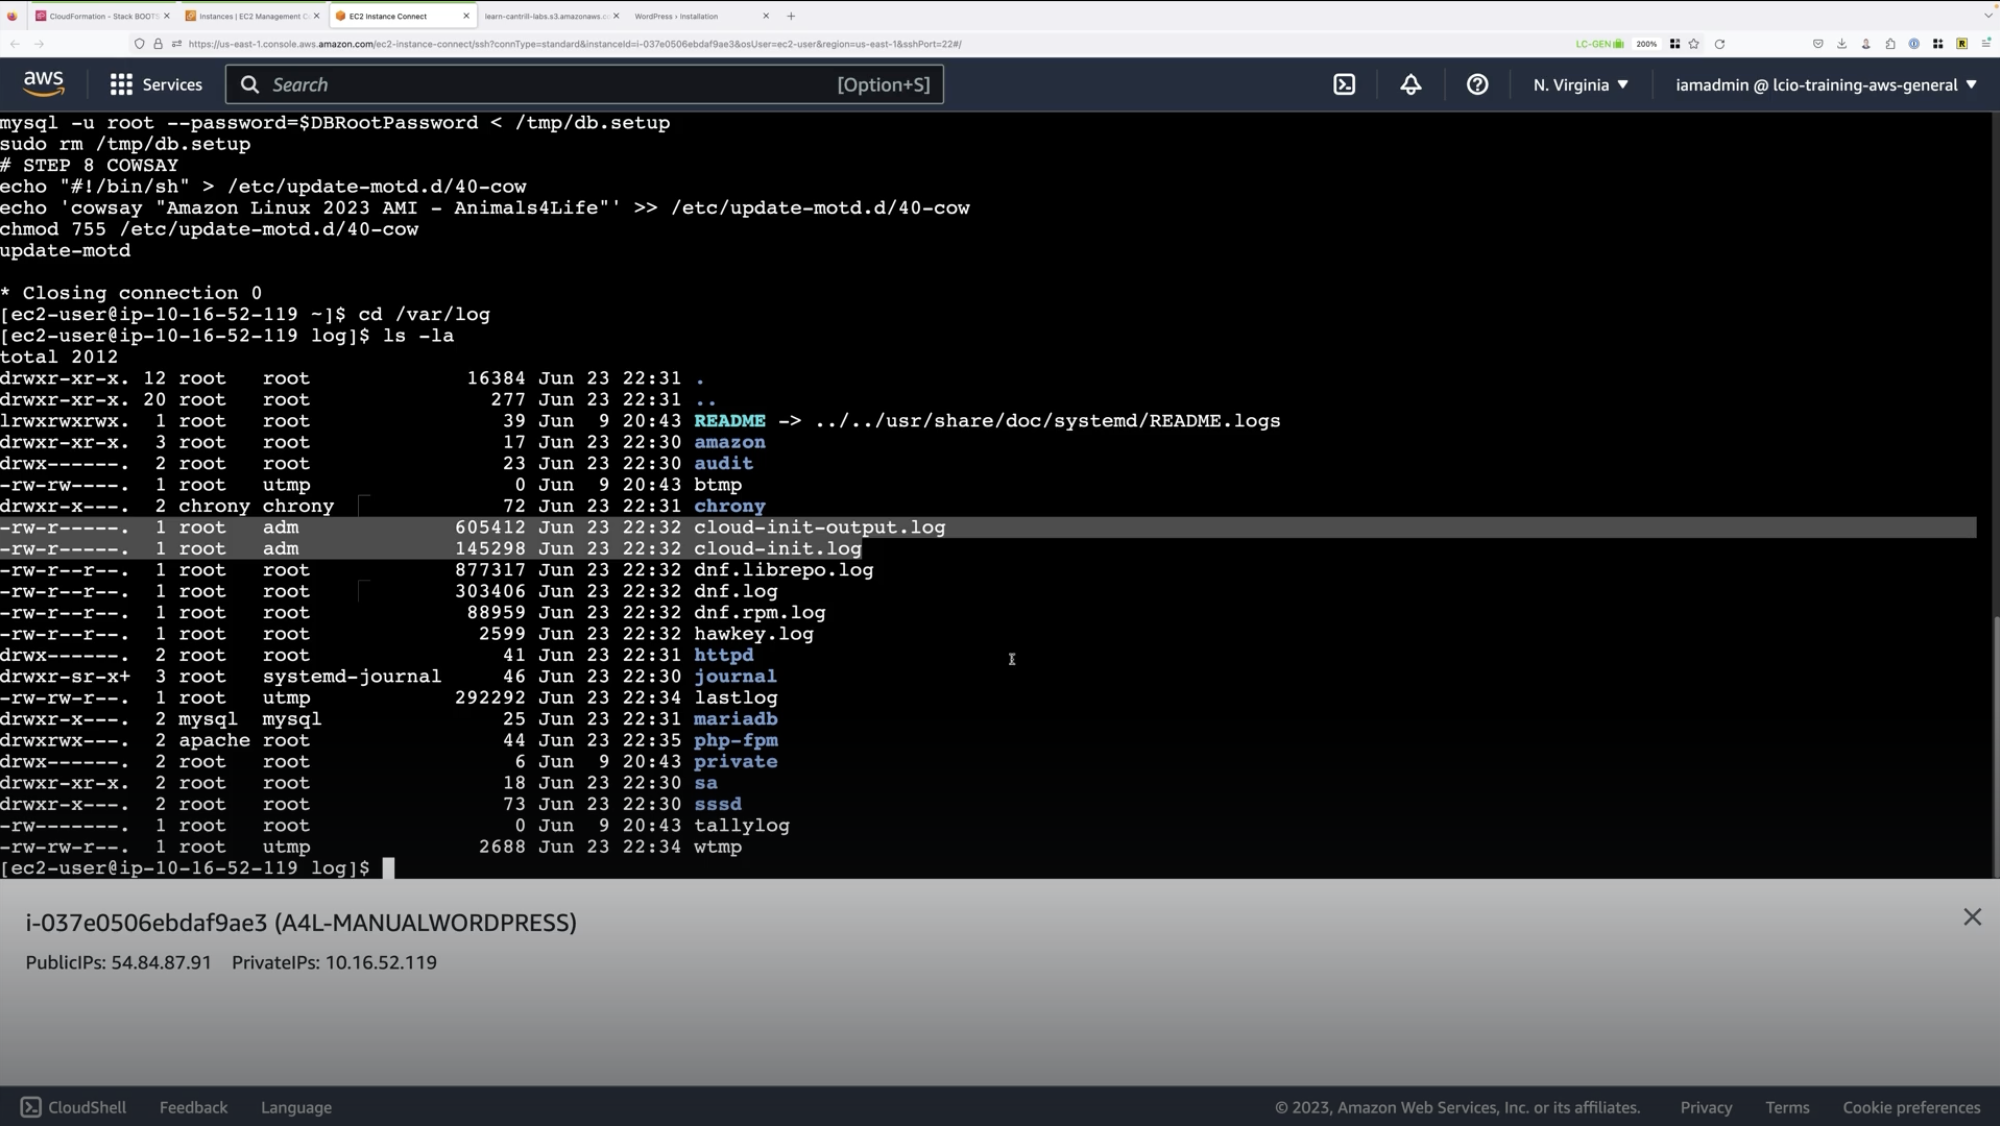 CloudFormation - Stack BOOTS
Instances | EC2 Management C
EC2 Instance Connect
learn-cantrill-labs.s3.amazonaws.c
WordPress › Installation
https://us-east-1.console.aws.amazon.com/ec2-instance-connect/ssh?connType=standard&instanceId=i-037e0506ebdaf9ae3&osUser=ec2-user&region=us-east-1&sshPort=22#/
LC-GEN
200%
aws
Services
Search
[Option+S]
N. Virginia
iamadmin @ lcio-training-aws-general
mysql -u root --password=$DBRootPassword < /tmp/db.setup
sudo rm /tmp/db.setup
# STEP 8 COWSAY
echo "#!/bin/sh" > /etc/update-motd.d/40-cow
echo 'cowsay "Amazon Linux 2023 AMI - Animals4Life"' >> /etc/update-motd.d/40-cow
chmod 755 /etc/update-motd.d/40-cow
update-motd
* Closing connection 0
[ec2-user@ip-10-16-52-119 ~]$ cd /var/log
[ec2-user@ip-10-16-52-119 log]$ ls -la
total 2012
drwxr-xr-x. 12 root root 16384 Jun 23 22:31 .
drwxr-xr-x. 20 root root 277 Jun 23 22:31 ..
lrwxrwxrwx. 1 root root 39 Jun 9 20:43 README -> ../../usr/share/doc/systemd/README.logs
drwxr-xr-x. 3 root root 17 Jun 23 22:30 amazon
drwx------. 2 root root 23 Jun 23 22:30 audit
-rw-rw----. 1 root utmp 0 Jun 9 20:43 btmp
drwxr-x---. 2 chrony chrony 72 Jun 23 22:31 chrony
-rw-r-----. 1 root adm 605412 Jun 23 22:32 cloud-init-output.log
-rw-r-----. 1 root adm 145298 Jun 23 22:32 cloud-init.log
-rw-r--r--. 1 root root 877317 Jun 23 22:32 dnf.librepo.log
-rw-r--r--. 1 root root 303406 Jun 23 22:32 dnf.log
-rw-r--r--. 1 root root 88959 Jun 23 22:32 dnf.rpm.log
-rw-r--r--. 1 root root 2599 Jun 23 22:32 hawkey.log
drwx------. 2 root root 41 Jun 23 22:31 httpd
drwxr-sr-x+ 3 root systemd-journal 46 Jun 23 22:30 journal
-rw-rw-r--. 1 root utmp 292292 Jun 23 22:34 lastlog
drwxr-x---. 2 mysql mysql 25 Jun 23 22:31 mariadb
drwxrwx---. 2 apache root 44 Jun 23 22:35 php-fpm
drwx------. 2 root root 6 Jun 9 20:43 private
drwxr-xr-x. 2 root root 18 Jun 23 22:30 sa
drwxr-x---. 2 root root 73 Jun 23 22:30 sssd
-rw-------. 1 root root 0 Jun 9 20:43 tallylog
-rw-rw-r--. 1 root utmp 2688 Jun 23 22:34 wtmp
[ec2-user@ip-10-16-52-119 log]$
i-037e0506ebdaf9ae3 (A4L-MANUALWORDPRESS)
PublicIPs: 54.84.87.91 PrivateIPs: 10.16.52.119
CloudShell
Feedback
Language
© 2023, Amazon Web Services, Inc. or its affiliates.
Privacy
Terms
Cookie preferences